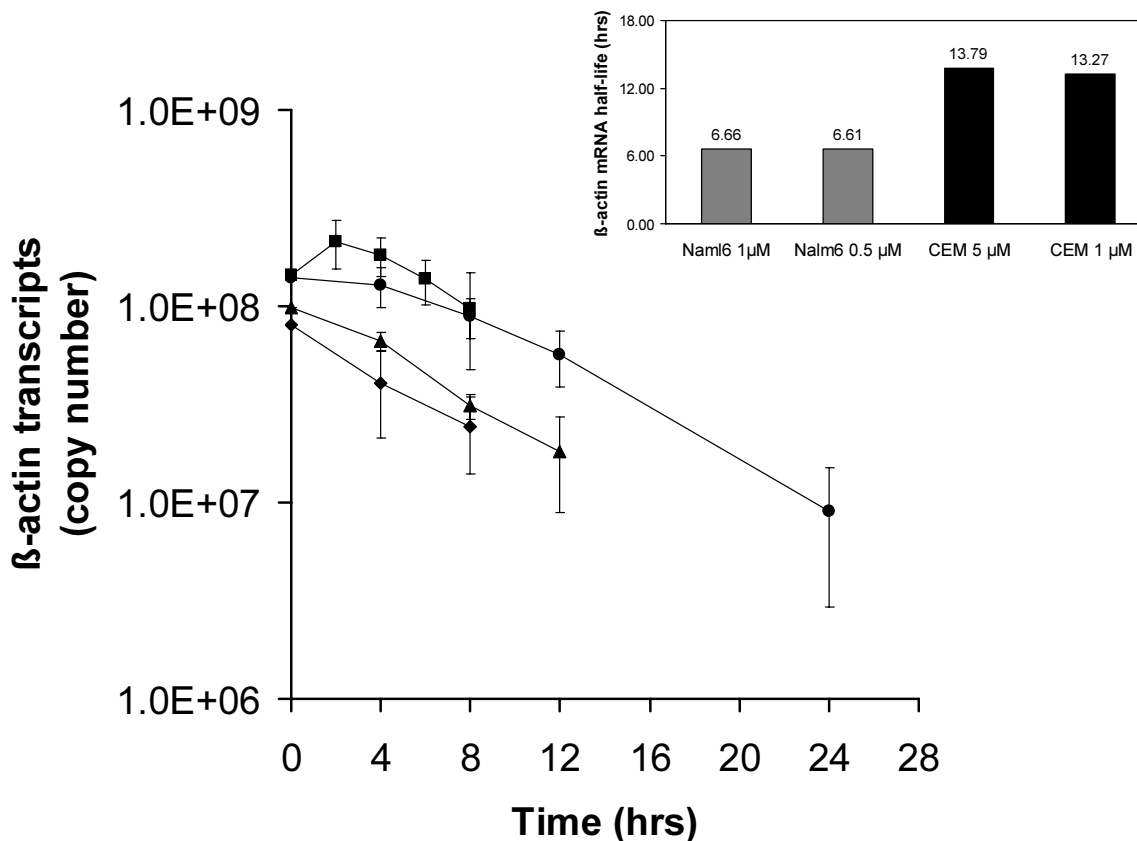 18.00
12.00
6.00
0.00
ß-actin mRNA half-life (hrs)
6.66
6.61
13.79
13.27
Naml6 1µM
Nalm6 0.5 µM
CEM 5 µM
CEM 1 µM
1.0E+09
1.0E+08
1.0E+07
1.0E+06
ß-actin transcripts
(copy number)
0 4 8 12 16 20 24 28
Time (hrs)